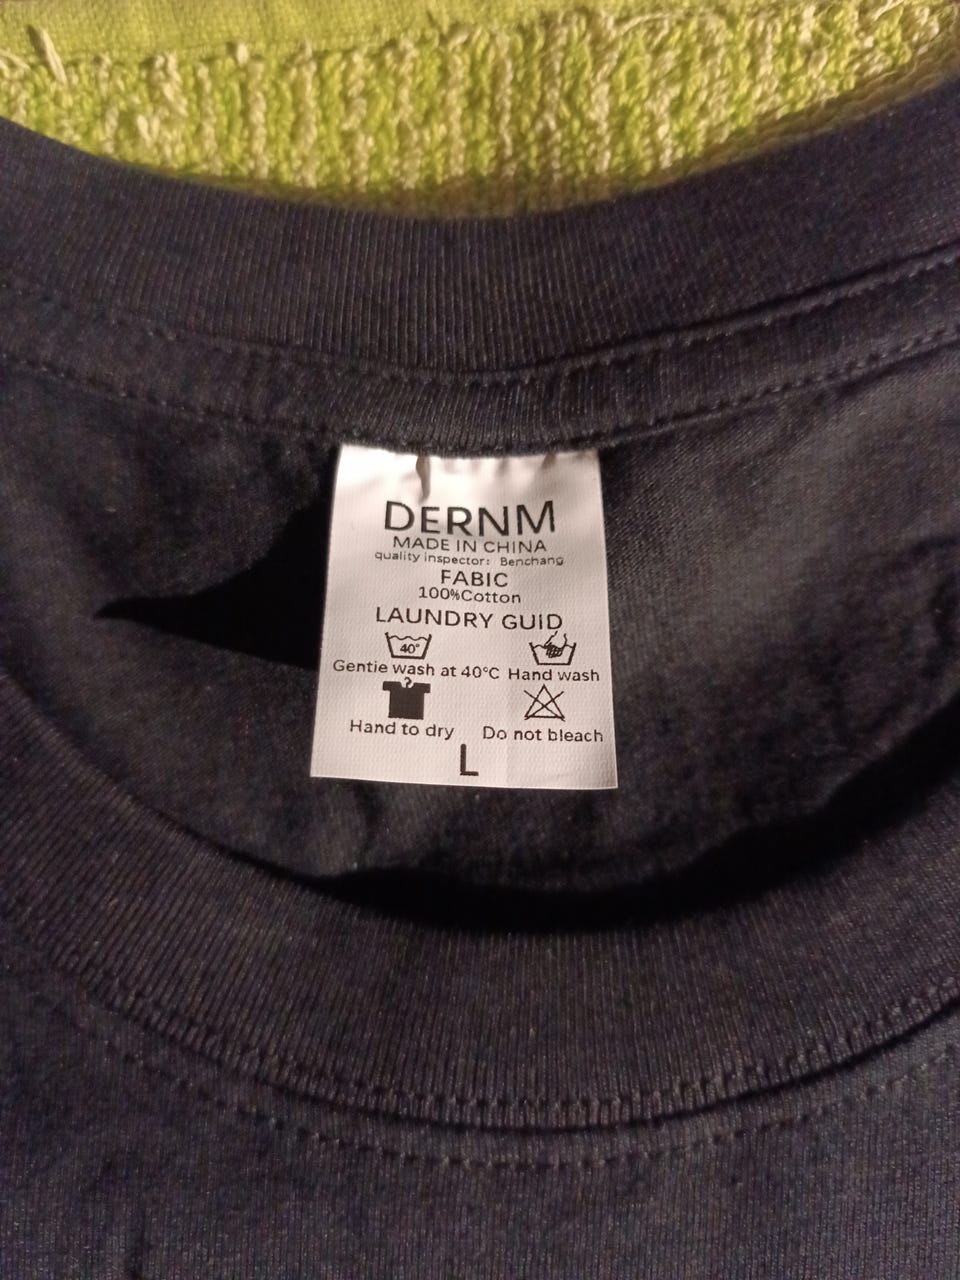 DERNM
MADE IN CHINA
quality inspector: Benchang
FABIC
100%Cotton
LAUNDRY GUID
40°
Gentie wash at 40°C Hand wash
Hand to dry Do not bleach
L